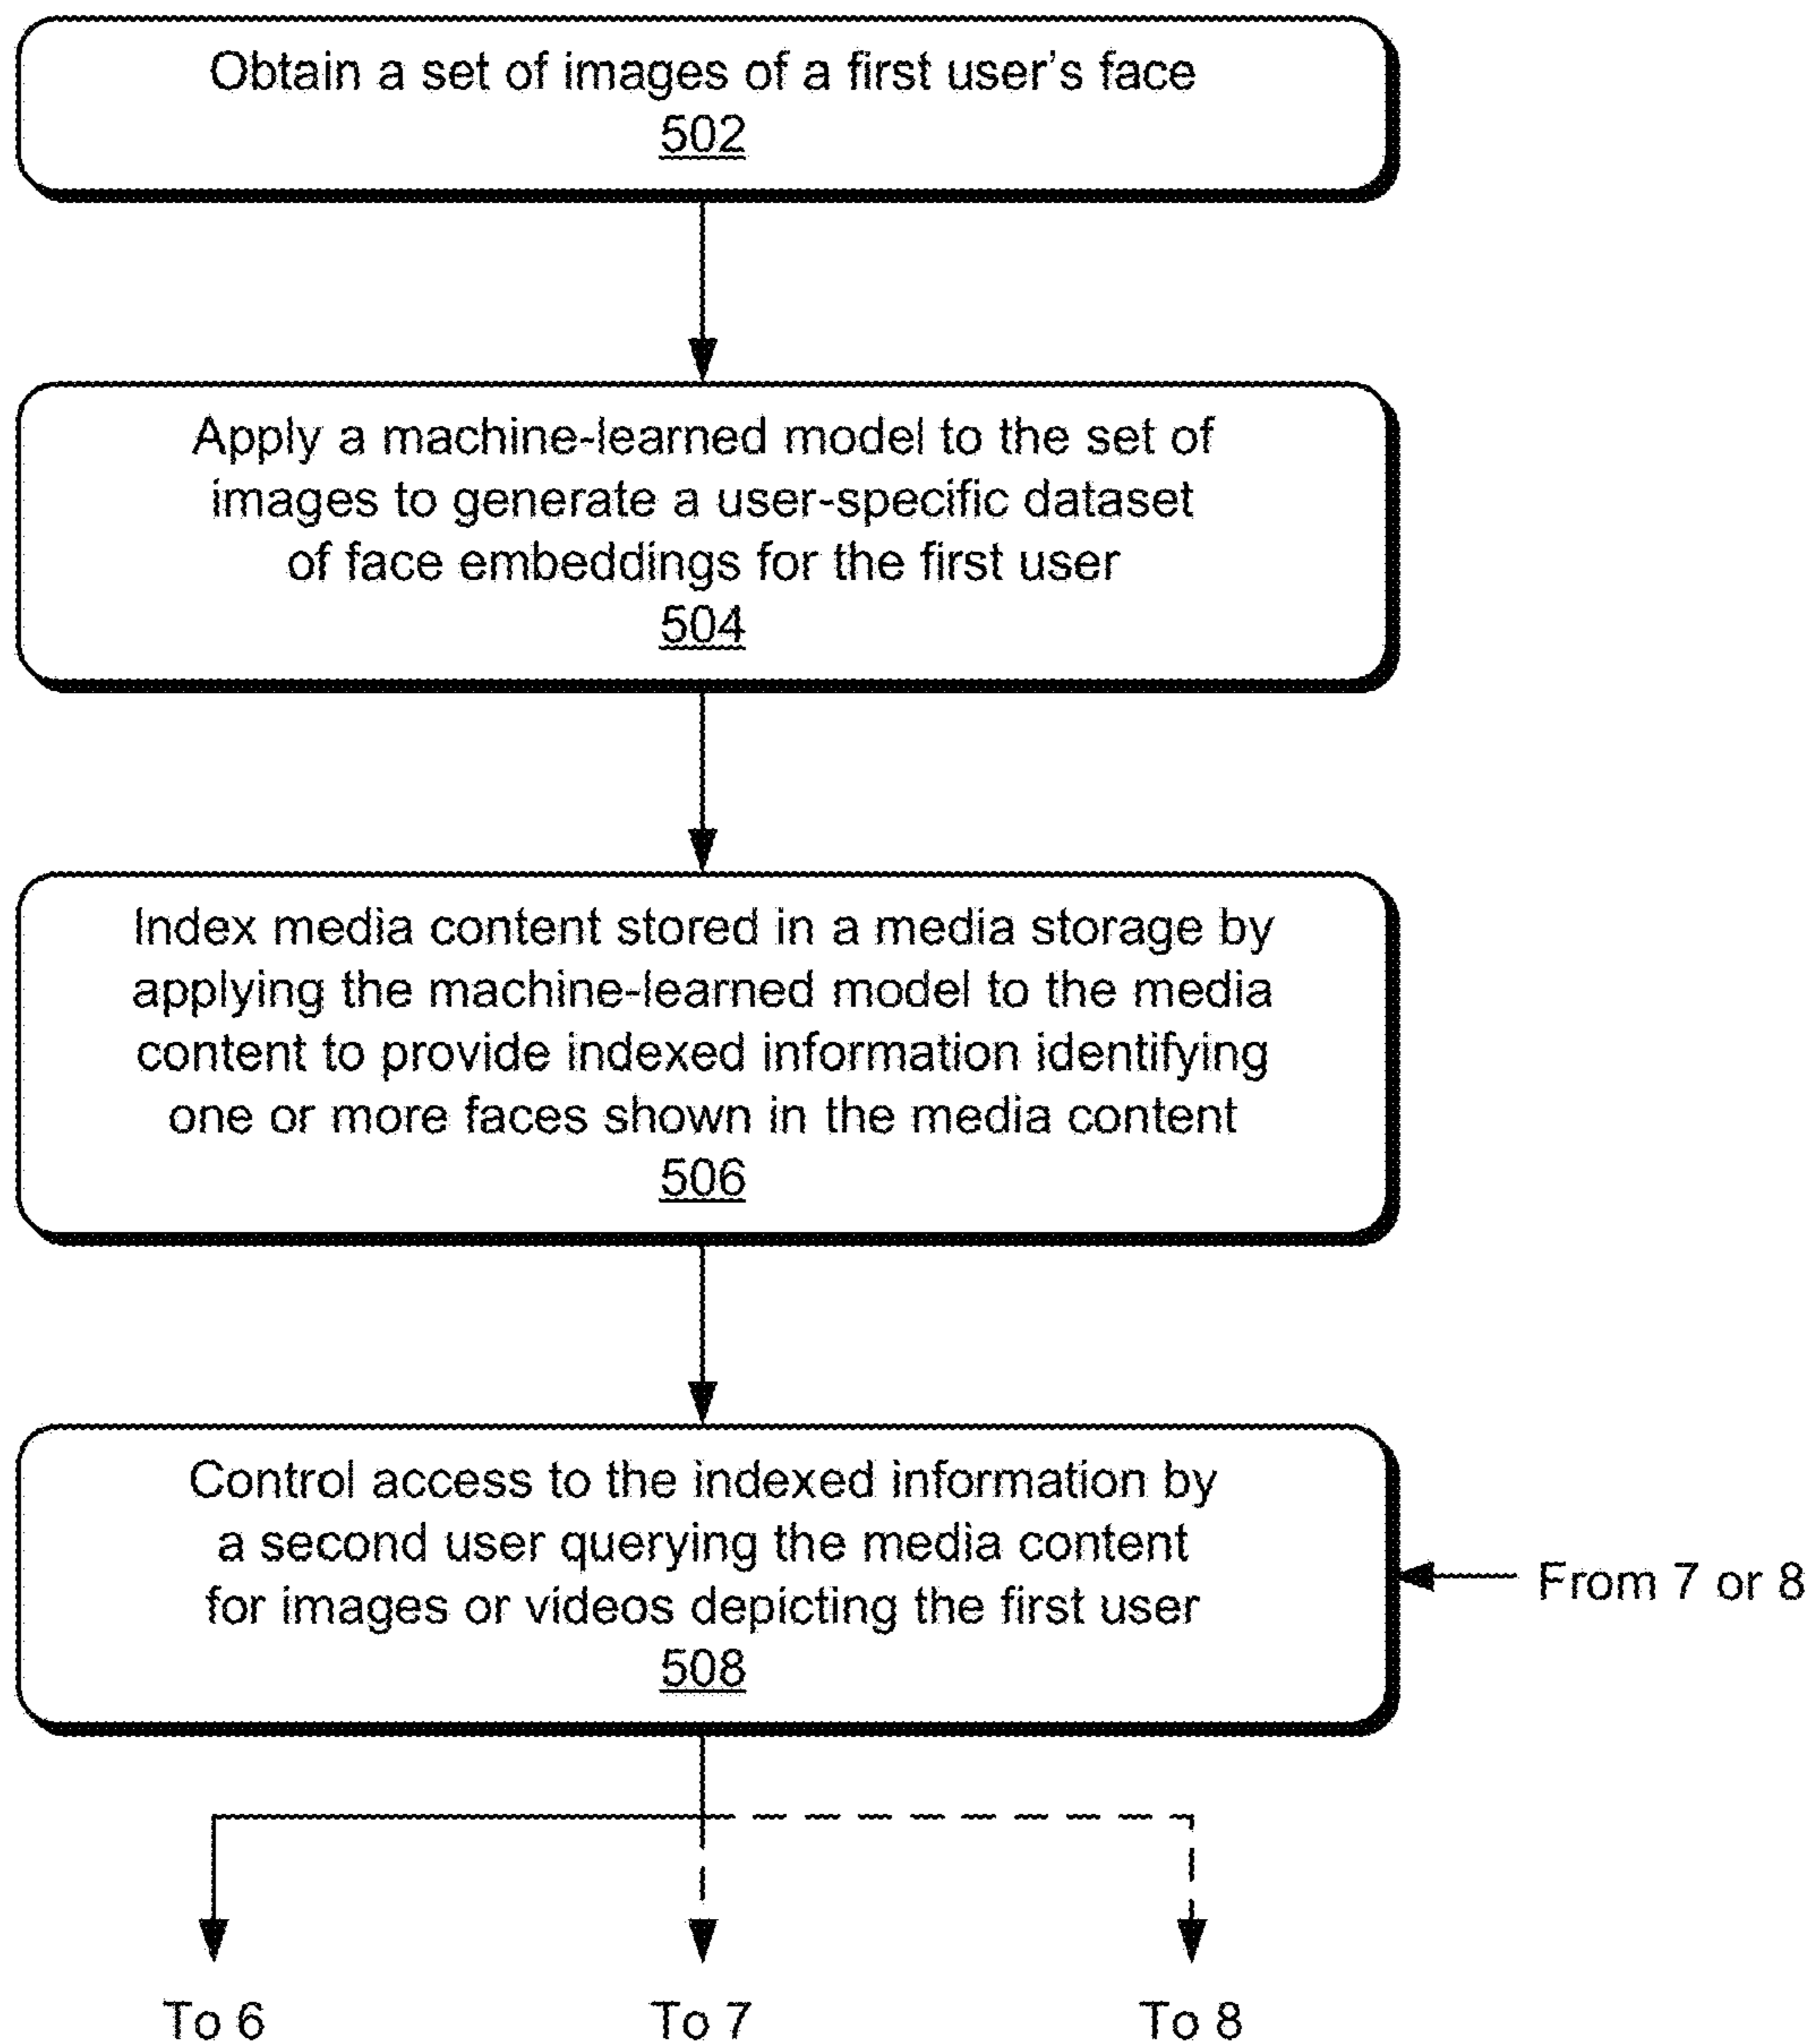 Obtain a set of images of a first user's face
502
Apply a machine-learned model to the set of
images to generate a user-specific dataset
of face embeddings for the first user
504
Index media content stored in a media storage by
applying the machine-learned model to the media
content to provide indexed information identifying
one or more faces shown in the media content
506
Control access to the indexed information by
a second user querying the media content
for images or videos depicting the first user
508
From 7 or 8
To 6
To 7
To 8